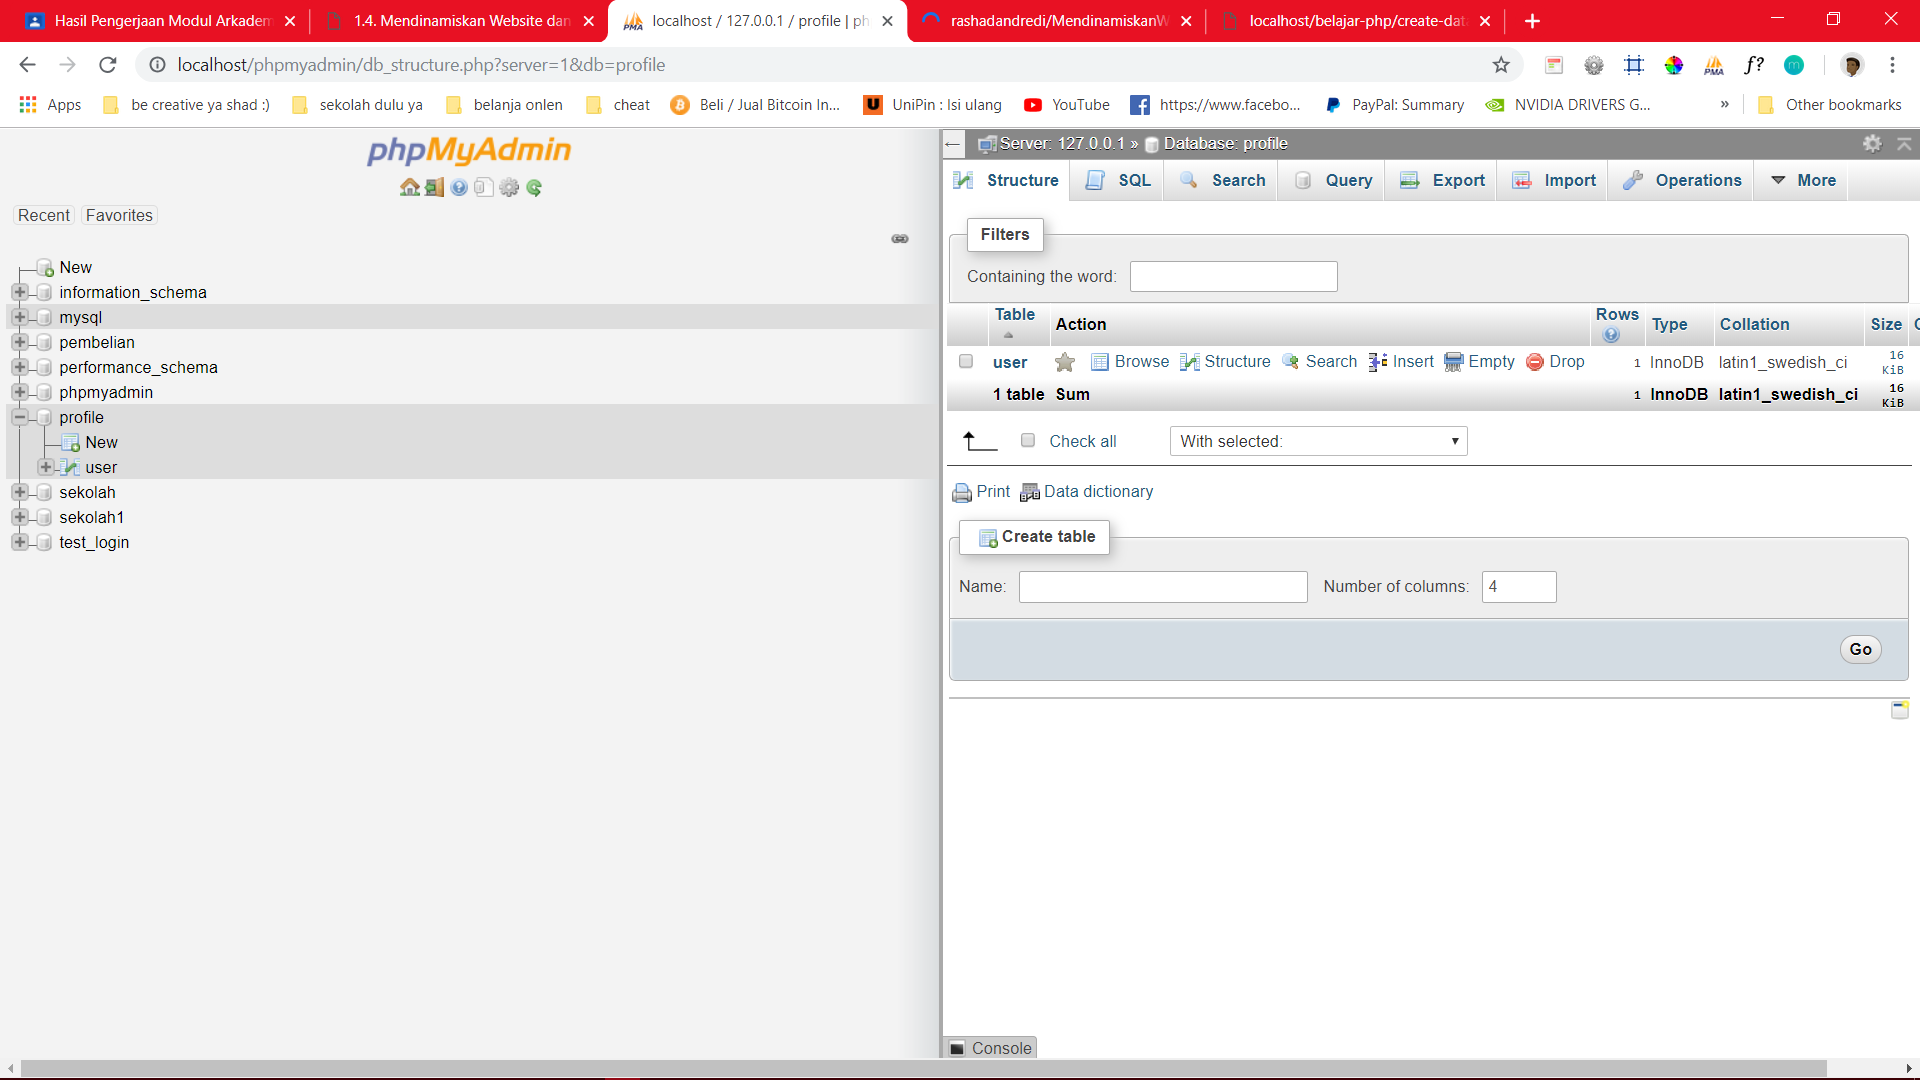 Hasil Pengerjaan Modul Arkadem
1.4. Mendinamiskan Website dan
localhost / 127.0.0.1 / profile | ph
rashadandredi/MendinamiskanW
localhost/belajar-php/create-dat
localhost/phpmyadmin/db_structure.php?server=1&db=profile
PMA
f?
m
Apps
be creative ya shad :)
sekolah dulu ya
belanja onlen
cheat
Beli / Jual Bitcoin In...
UniPin : Isi ulang
YouTube
https://www.facebo...
PayPal: Summary
NVIDIA DRIVERS G...
»
Other bookmarks
phpMyAdmin
Recent
Favorites
New
information_schema
mysql
pembelian
performance_schema
phpmyadmin
profile
New
user
sekolah
sekolah1
test_login
Server: 127.0.0.1 » Database: profile
Structure
SQL
Search
Query
Export
Import
Operations
More
Filters
Containing the word:
Table Action Rows Type Collation Size
user Browse Structure Search Insert Empty Drop 1 InnoDB latin1_swedish_ci 16 KiB
1 table Sum 1 InnoDB latin1_swedish_ci 16 KiB
Check all With selected:
Print Data dictionary
Create table
Name: Number of columns: 4
Go
Console